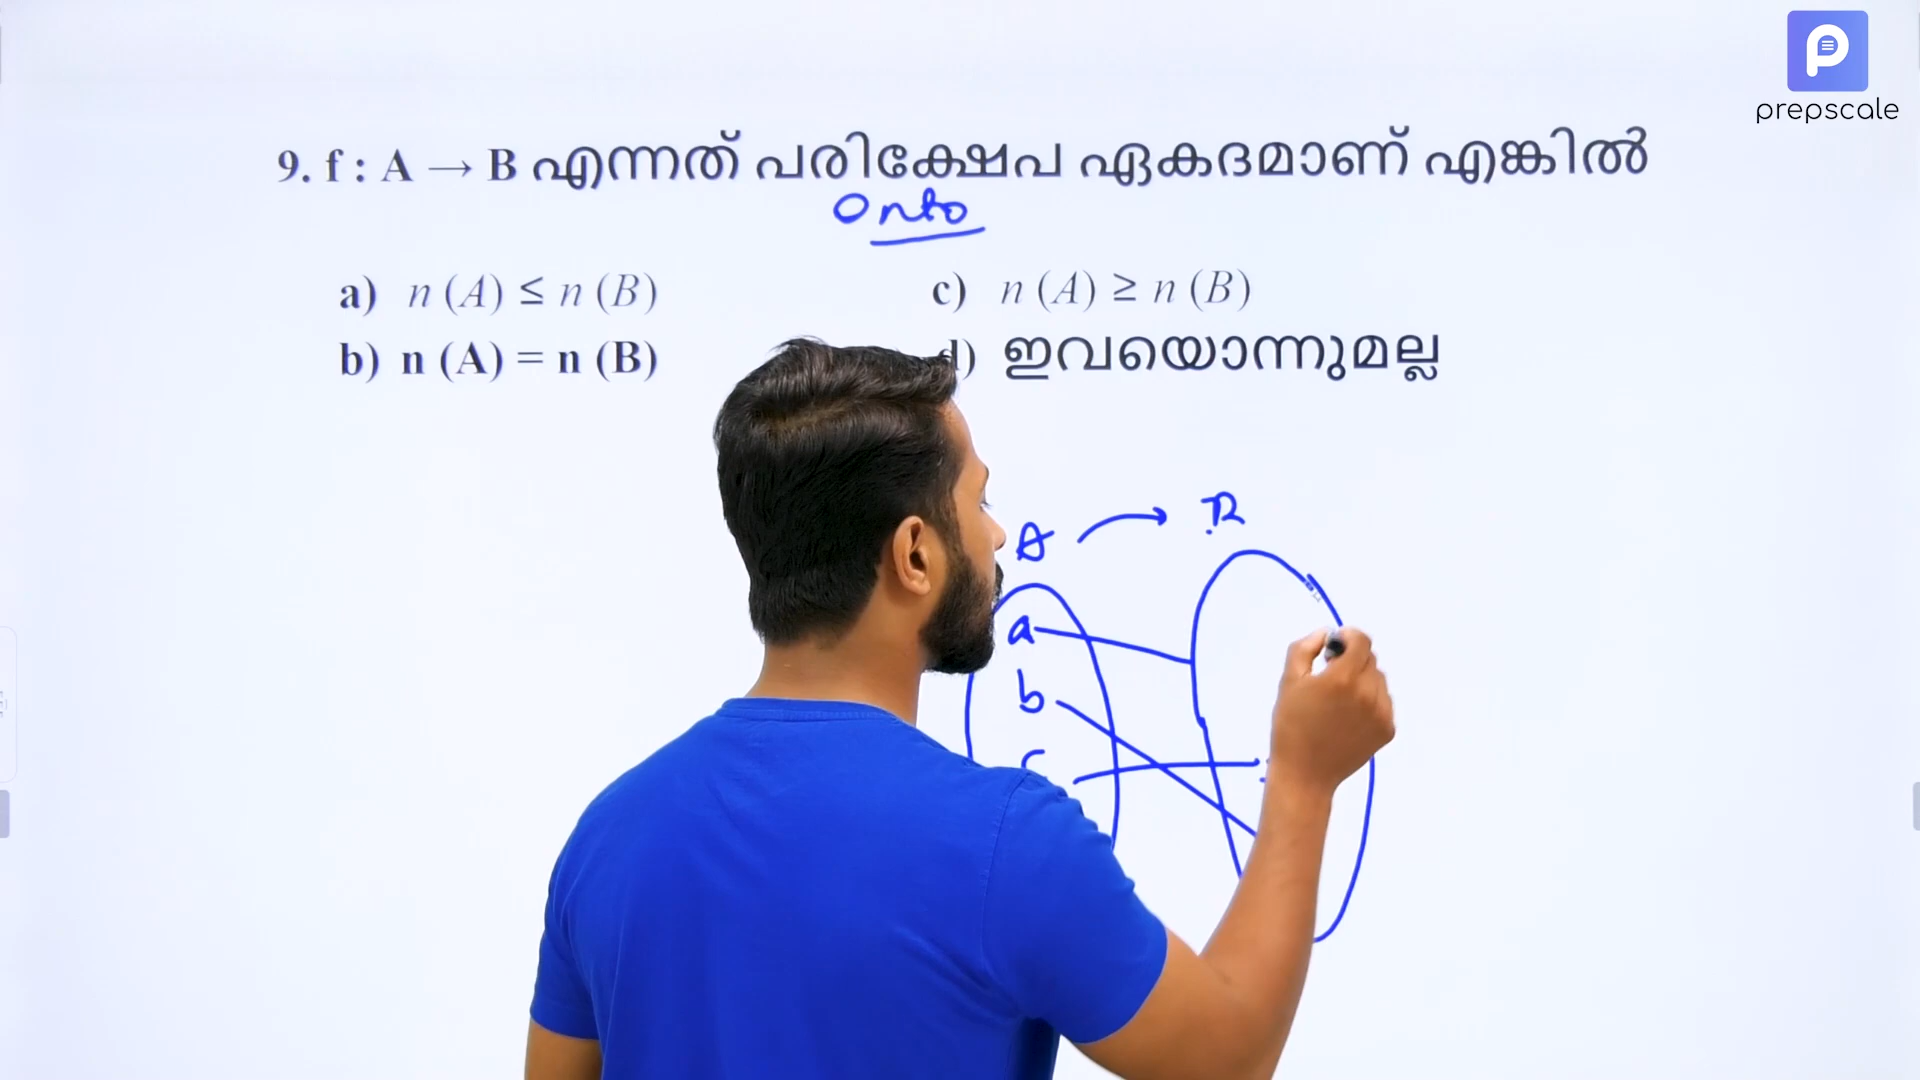 prepscale
9. f : A → B എന്നത് പരിക്ഷേപ ഏകദമാണ് എങ്കിൽ
Onto
a) n (A) ≤ n (B)
c) n (A) ≥ n (B)
b) n (A) = n (B)
d) ഇവയൊന്നുമല്ല
A → B
a
b
c